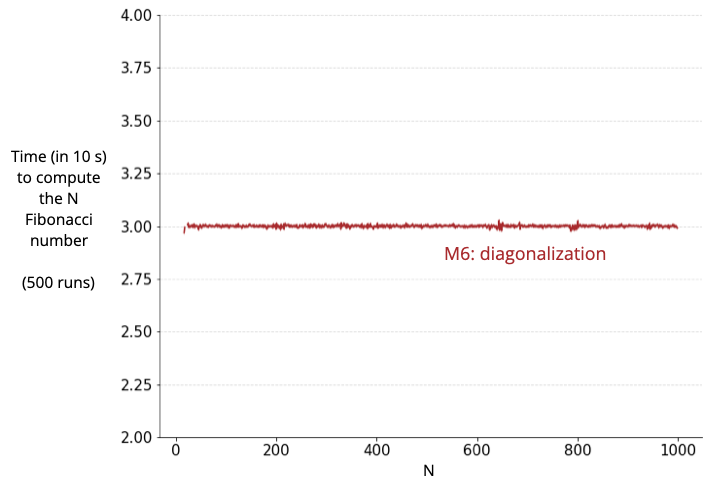 4.00
3.75
3.50
3.25
3.00
2.75
2.50
2.25
2.00
Time (in 10 s)
to compute
the N
Fibonacci
number
(500 runs)
M6: diagonalization
0 200 400 600 800 1000
N